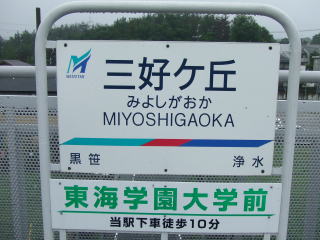 三好ケ丘
みよしがおか
MIYOSHIGAOKA
黒笹 浄水
東海学園大学前
当駅下車徒歩10分